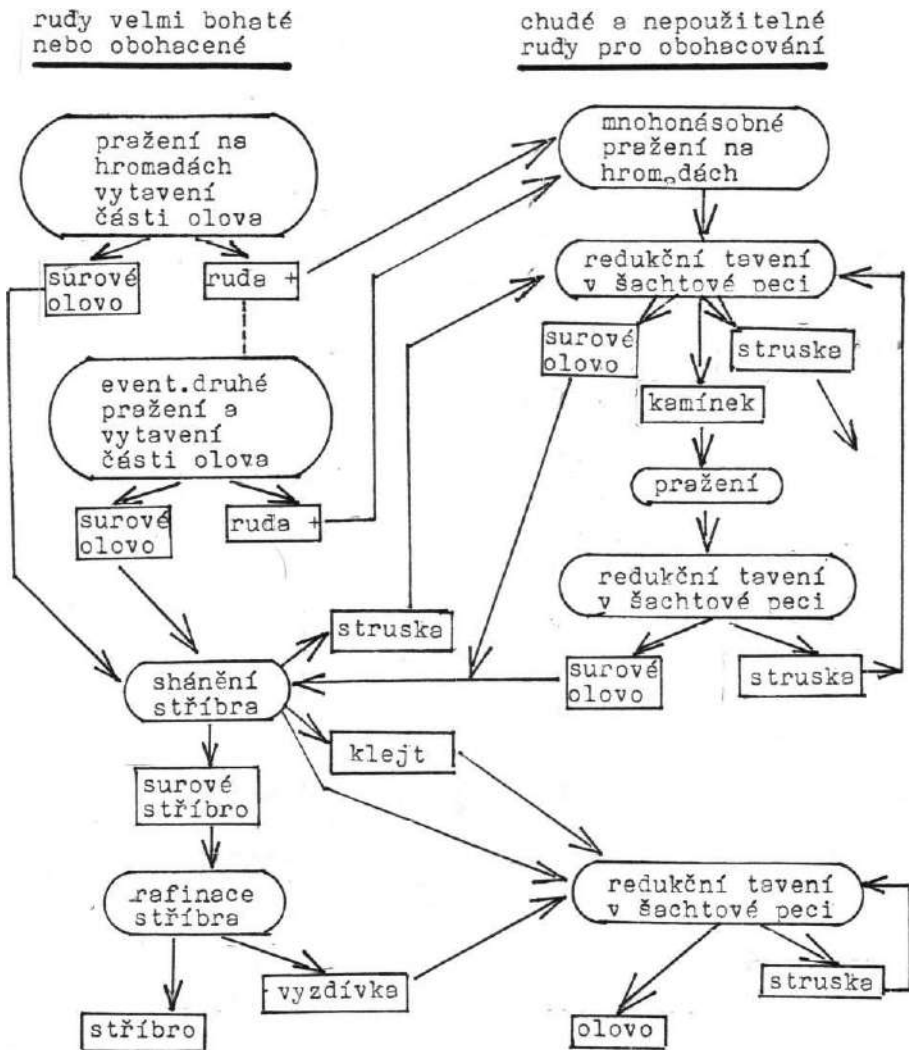 rudy velmi bohaté
nebo obohacené
chudé a nepoužitelné
rudy pro obohacování
pražení na
hromadách
vytavení
části olova
surové
olovo
ruda +
event.druhé
pražení a
vytavení
části olova
surové
olovo
ruda +
mnohonásobné
pražení na
hromadách
redukční tavení
v šachtové peci
surové
olovo
struska
kamínek
pražení
redukční tavení
v šachtové peci
surové
olovo
struska
struska
shánění
stříbra
klejt
surové
stříbro
rafinace
stříbra
stříbro
vyzdívka
redukční tavení
v šachtové peci
olovo
struska